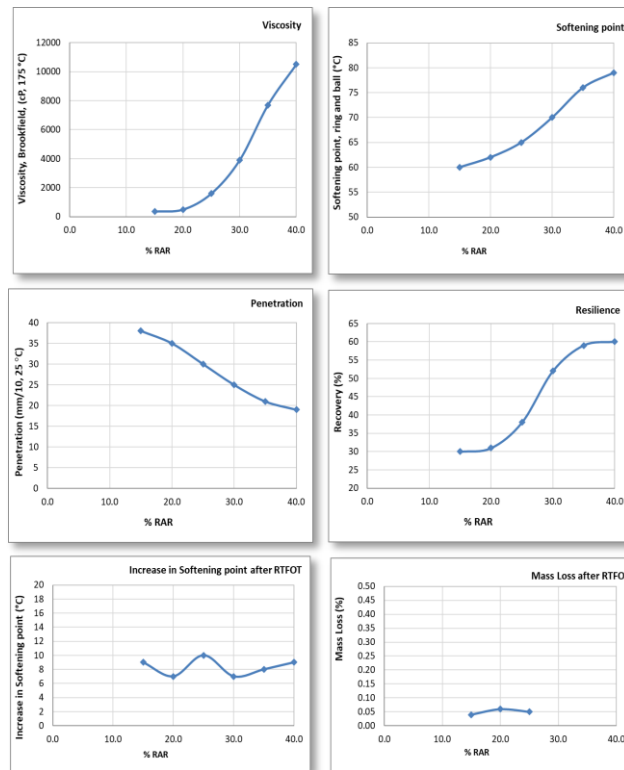 Viscosity
Viscosity, Brookfield, (cP, 175 °C)
12000
10000
8000
6000
4000
2000
0
0.0 10.0 20.0 30.0 40.0
% RAR
Softening point
Softening point, ring and ball (°C)
85
80
75
70
65
60
55
50
0.0 10.0 20.0 30.0 40.0
% RAR
Penetration
Penetration (mm/10, 25 °C)
40
35
30
25
20
15
10
5
0
0.0 10.0 20.0 30.0 40.0
% RAR
Resilience
Recovery (%)
65
60
55
50
45
40
35
30
25
20
0.0 10.0 20.0 30.0 40.0
% RAR
Increase in Softening point after RTFOT
Increase in Softening point (°C)
20
18
16
14
12
10
8
6
4
2
0
0.0 10.0 20.0 30.0 40.0
% RAR
Mass Loss after RTFO
Mass Loss (%)
0.50
0.45
0.40
0.35
0.30
0.25
0.20
0.15
0.10
0.05
0.00
0.0 10.0 20.0 30.0 40.0
% RAR